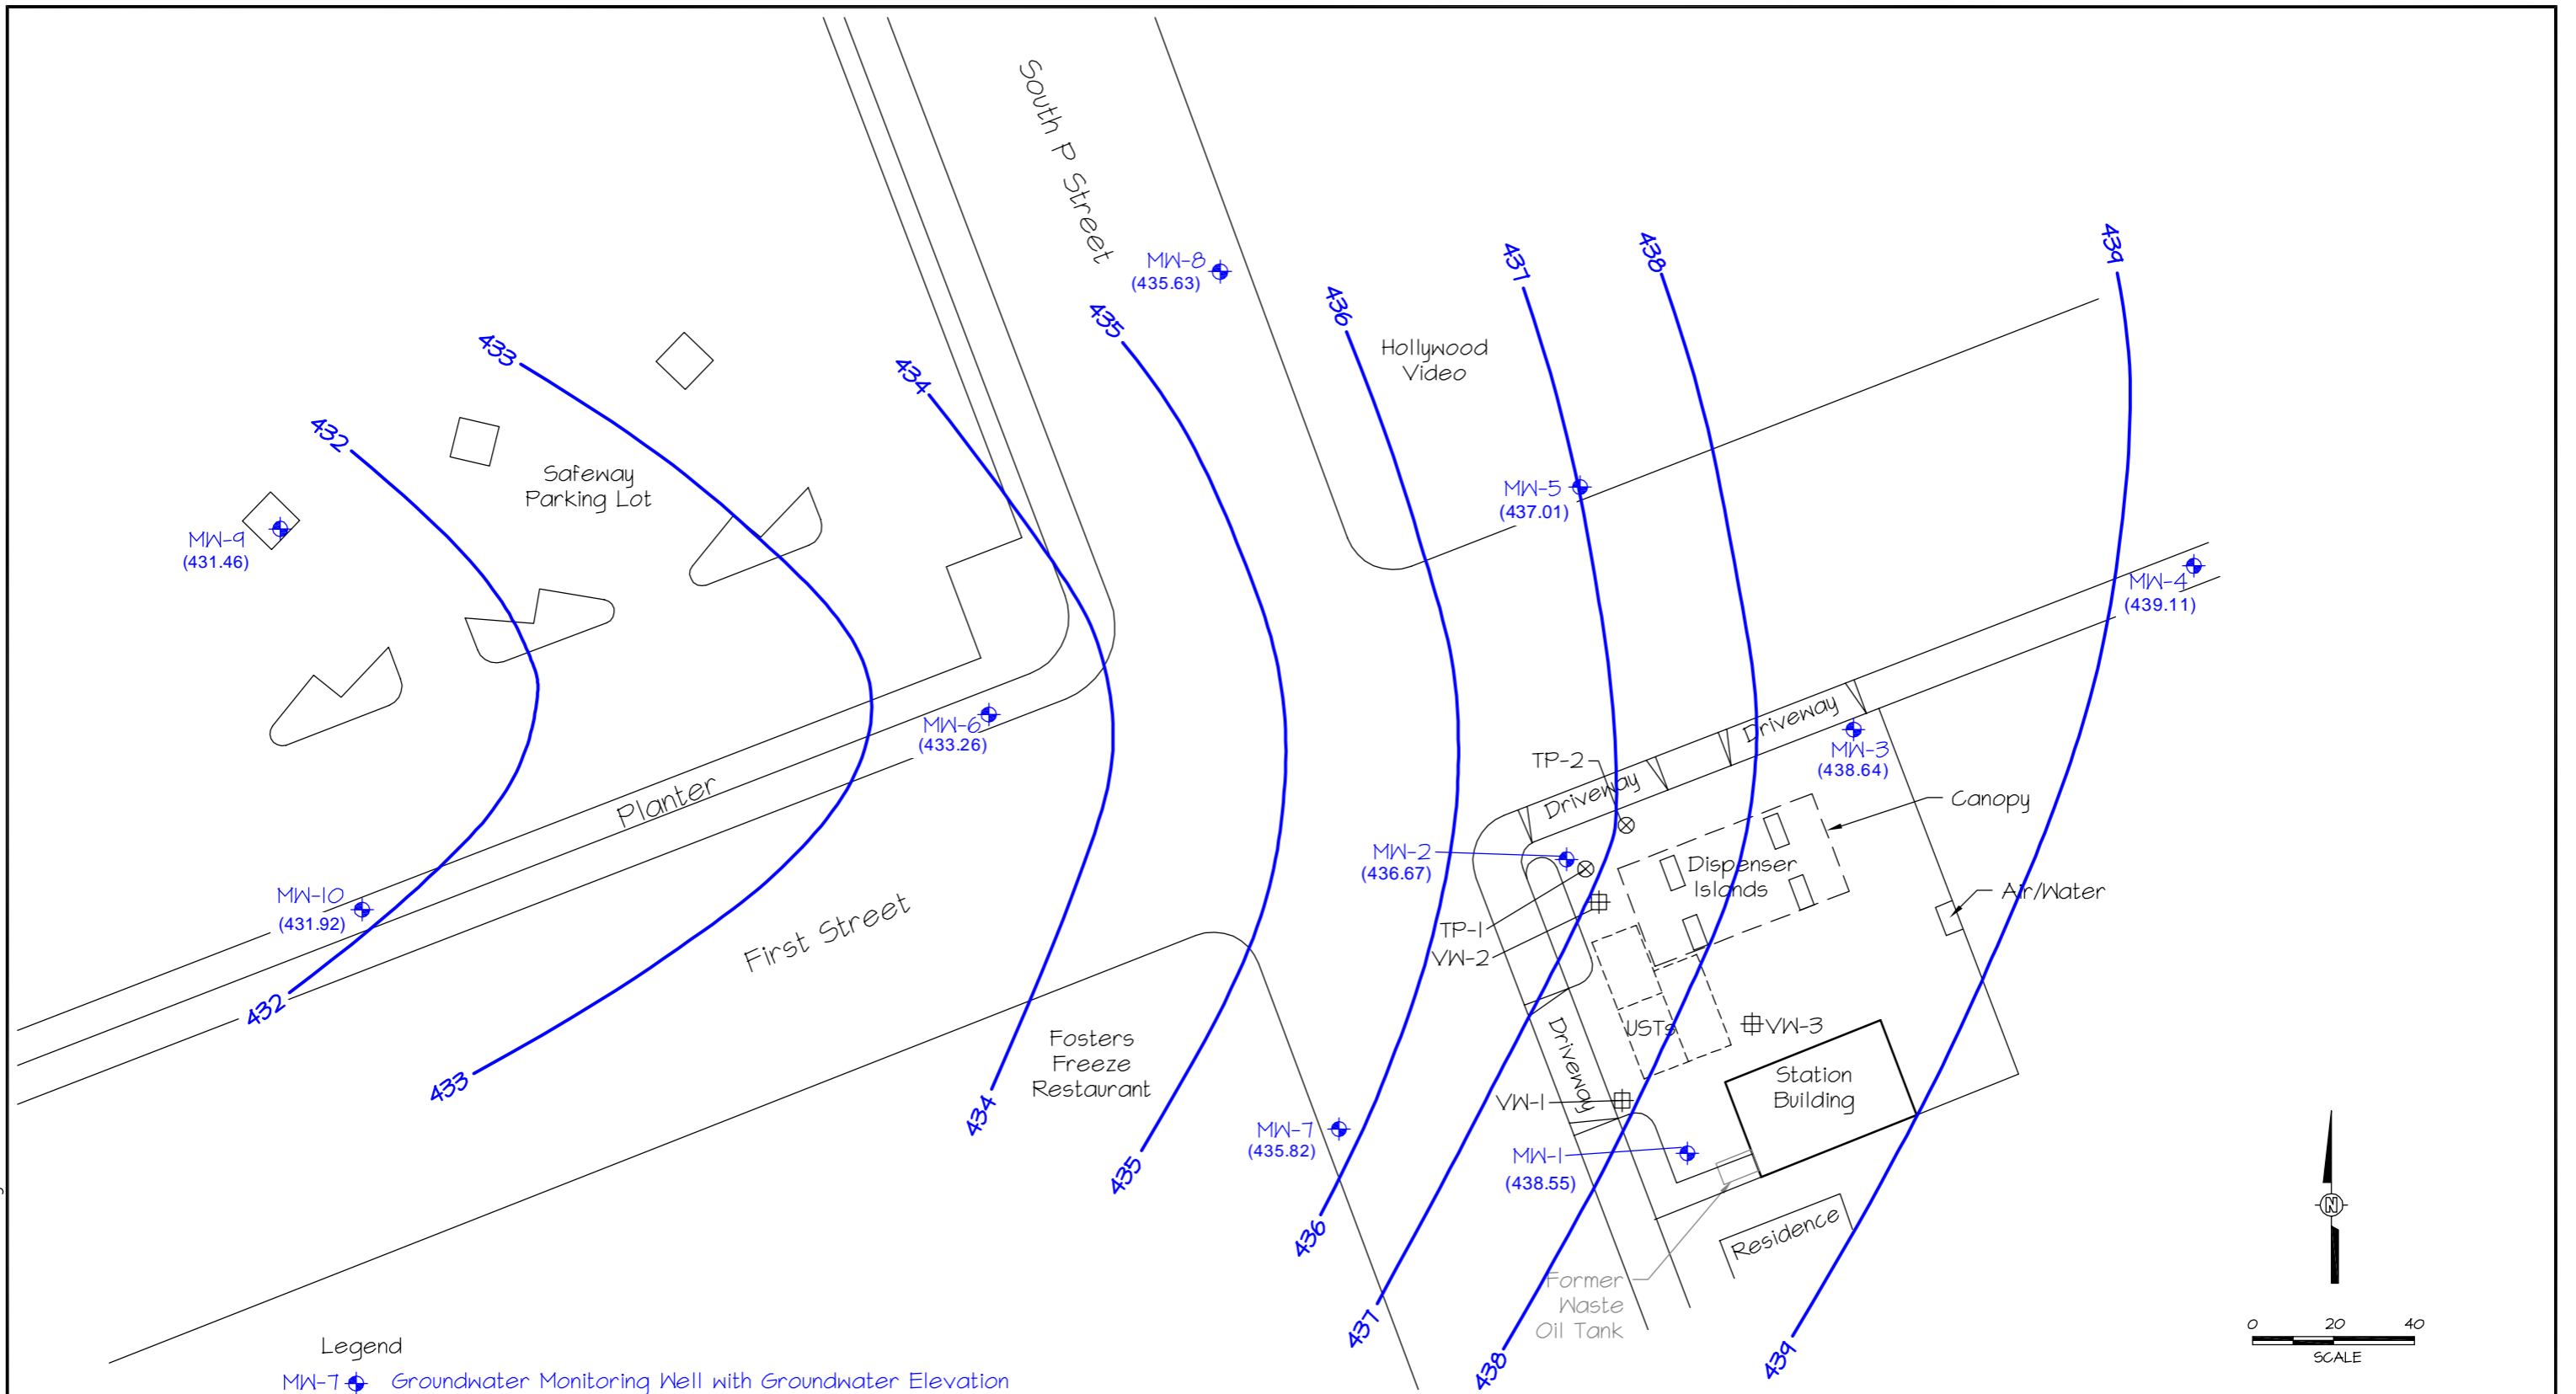 South P Street
MW-8
(435.63)
439
438
437
436
435
433
434
432
Hollywood
Video
Safeway
Parking Lot
MW-5
(437.01)
MW-9
(431.46)
MW-4
(439.11)
MW-6
(433.26)
Driveway
MW-3
(438.64)
TP-2
Driveway
Planter
Canopy
MW-2
(436.67)
Dispenser
Islands
Air/Water
MW-10
(431.92)
First Street
TP-1
VW-2
432
USTs
VW-3
Driveway
Fosters
Freeze
Restaurant
Station
Building
433
434
VW-1
MW-7
(435.82)
MW-1
(438.55)
435
436
Residence
Former
Waste
Oil Tank
N
437
438
439
0 20 40
SCALE
Legend
MW-7 Groundwater Monitoring Well with Groundwater Elevation